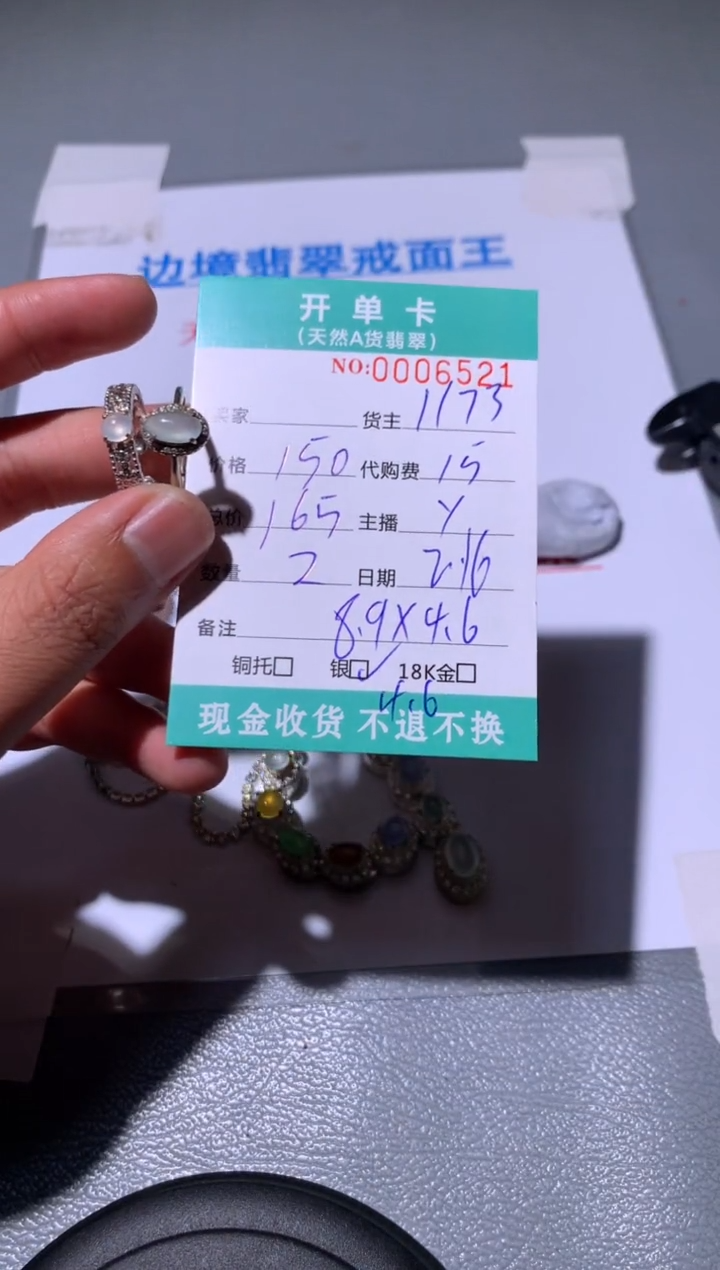 边境翡翠戒面王
开单卡
(天然A货翡翠)
NO:0006521
家 货主 1173
价格 150 代购费 15
总价 165 主播 Y
数量 2 日期 2.16
备注 8.9X4.6
铜托□ 银□✓ 18K金□
4.6
现金收货 不退不换